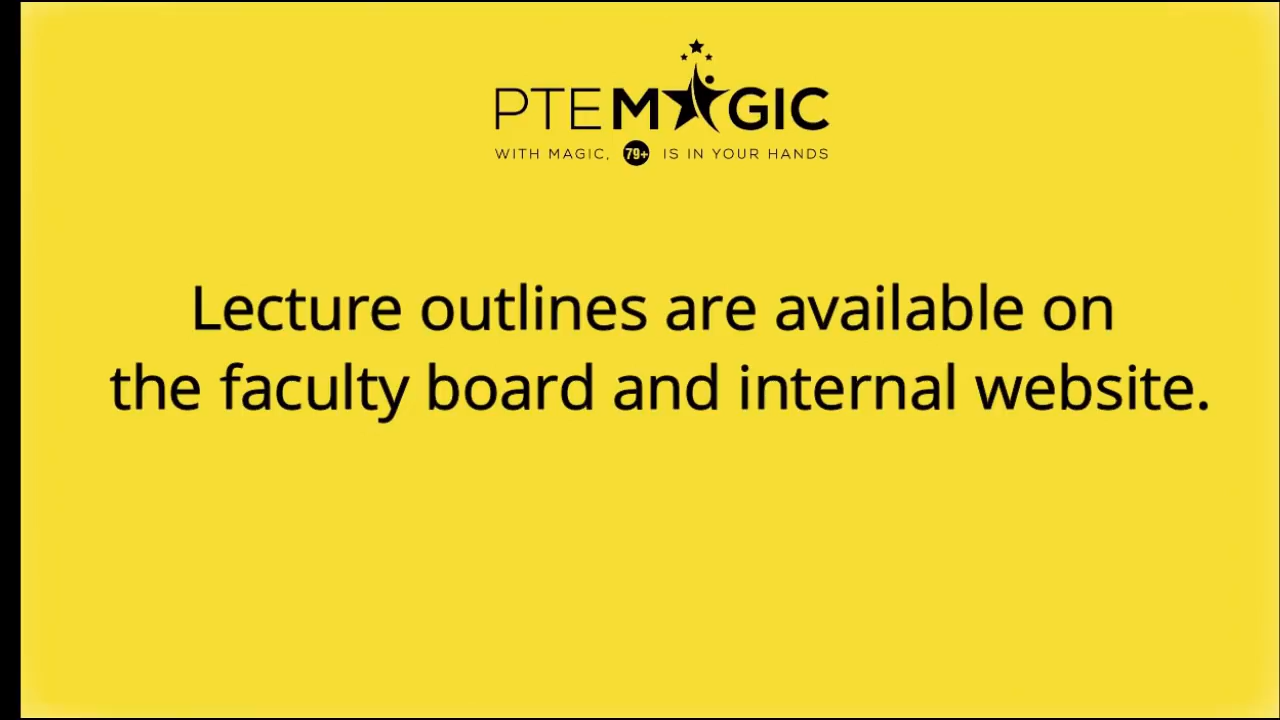 PTEMAGIC
WITH MAGIC, 79+ IS IN YOUR HANDS
Lecture outlines are available on
the faculty board and internal website.